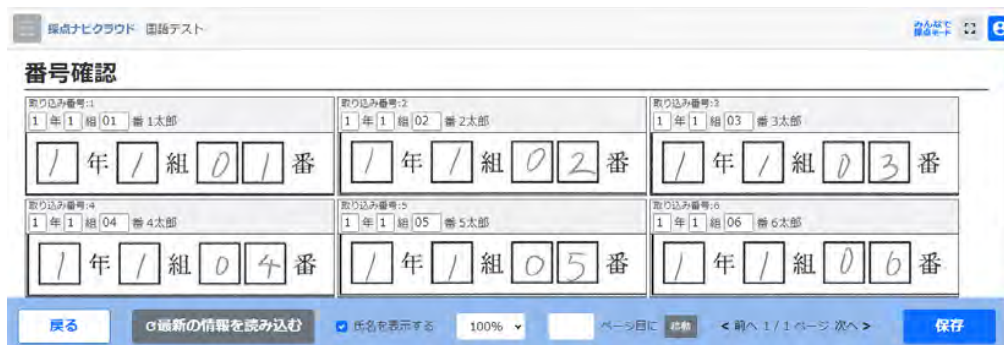 採点ナビクラウド 国語テスト
みんなで
採点モード
番号確認
取り込み番号:1
1 年 1 組 01 番 1太郎
1 年 1 組 0 1 番
取り込み番号:2
1 年 1 組 02 番 2太郎
1 年 1 組 0 2 番
取り込み番号:3
1 年 1 組 03 番 3太郎
1 年 1 組 0 3 番
取り込み番号:4
1 年 1 組 04 番 4太郎
1 年 1 組 0 4 番
取り込み番号:5
1 年 1 組 05 番 5太郎
1 年 1 組 0 5 番
取り込み番号:6
1 年 1 組 06 番 6太郎
1 年 1 組 0 6 番
戻る 最新の情報を読み込む 氏名を表示する 100% ページ目に 移動 < 前へ 1 / 1 ページ 次へ > 保存